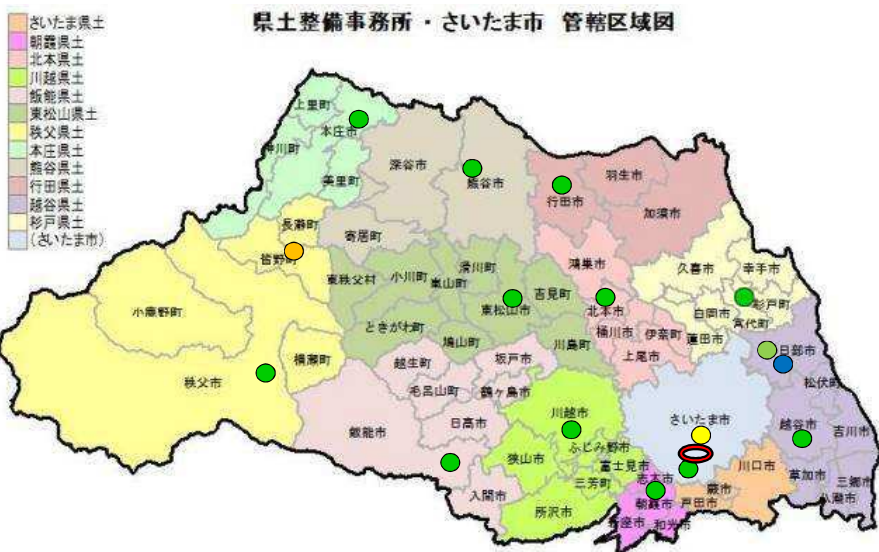 県土整備事務所・さいたま市 管轄区域図
さいたま県土
朝霞県土
北本県土
川越県土
飯能県土
東松山県土
秩父県土
本庄県土
熊谷県土
行田県土
越谷県土
杉戸県土
(さいたま市)
上里町
本庄市
神川町
美里町
深谷市
熊谷市
行田市
羽生市
加須市
長瀞町
皆野町
寄居町
小鹿野町
秩父市
横瀬町
東秩父村
小川町
嵐山町
滑川町
東松山市
吉見町
ときがわ町
鳩山町
川島町
鴻巣市
北本市
桶川市
伊奈町
上尾市
久喜市
幸手市
白岡市
杉戸町
宮代町
蓮田市
日部市
松伏町
越生町
毛呂山町
坂戸市
鶴ヶ島市
日高市
飯能市
入間市
川越市
ふじみ野市
狭山市
富士見市
三芳町
所沢市
さいたま市
志木市
朝霞市
新座市
和光市
戸田市
蕨市
川口市
越谷市
吉川市
草加市
三郷市
八潮市